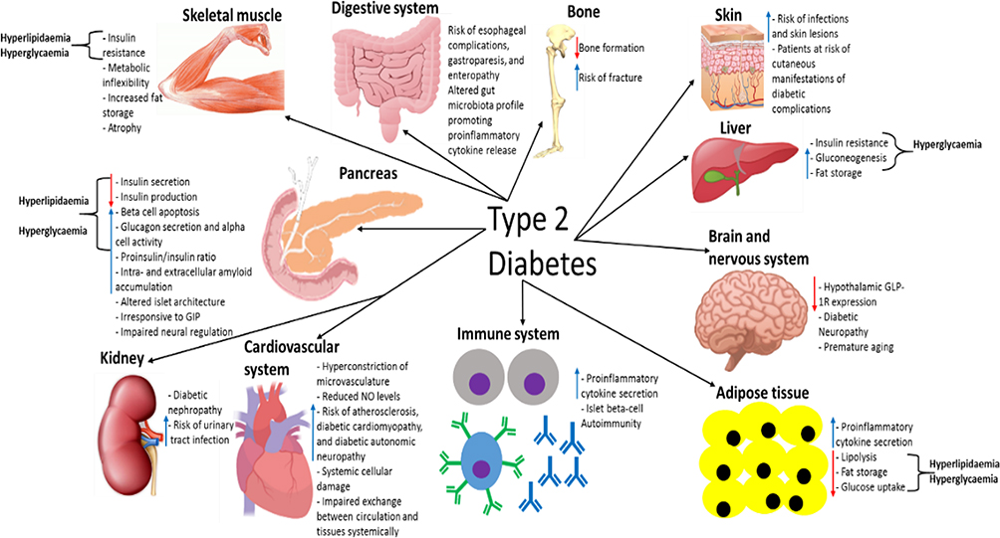 Skeletal muscle
Hyperlipidaemia
Hyperglycaemia
- Insulin
resistance
- Metabolic
inflexibility
- Increased fat
storage
- Atrophy
Digestive system
Risk of esophageal
complications,
gastroparesis, and
enteropathy
Altered gut
microbiota profile
promoting
proinflammatory
cytokine release
Bone
Bone formation
Risk of fracture
Skin
- Risk of infections
and skin lesions
- Patients at risk of
cutaneous
manifestations of
diabetic
complications
Liver
- Insulin resistance
- Gluconeogenesis
- Fat storage
Hyperglycaemia
Pancreas
Hyperlipidaemia
Hyperglycaemia
- Insulin secretion
- Insulin production
- Beta cell apoptosis
- Glucagon secretion and alpha
cell activity
- Proinsulin/insulin ratio
- Intra- and extracellular amyloid
accumulation
- Altered islet architecture
- Irresponsive to GIP
- Impaired neural regulation
Type 2
Diabetes
Brain and
nervous system
- Hypothalamic GLP-
1R expression
- Diabetic
Neuropathy
- Premature aging
Kidney
- Diabetic
nephropathy
- Risk of urinary
tract infection
Cardiovascular
system
- Hyperconstriction of
microvasculature
- Reduced NO levels
- Risk of atherosclerosis,
diabetic cardiomyopathy,
and diabetic autonomic
neuropathy
- Systemic cellular
damage
- Impaired exchange
between circulation and
tissues systemically
Immune system
- Proinflammatory
cytokine secretion
- Islet beta-cell
Autoimmunity
Adipose tissue
- Proinflammatory
cytokine secretion
- Lipolysis
- Fat storage
- Glucose uptake
Hyperlipidaemia
Hyperglycaemia